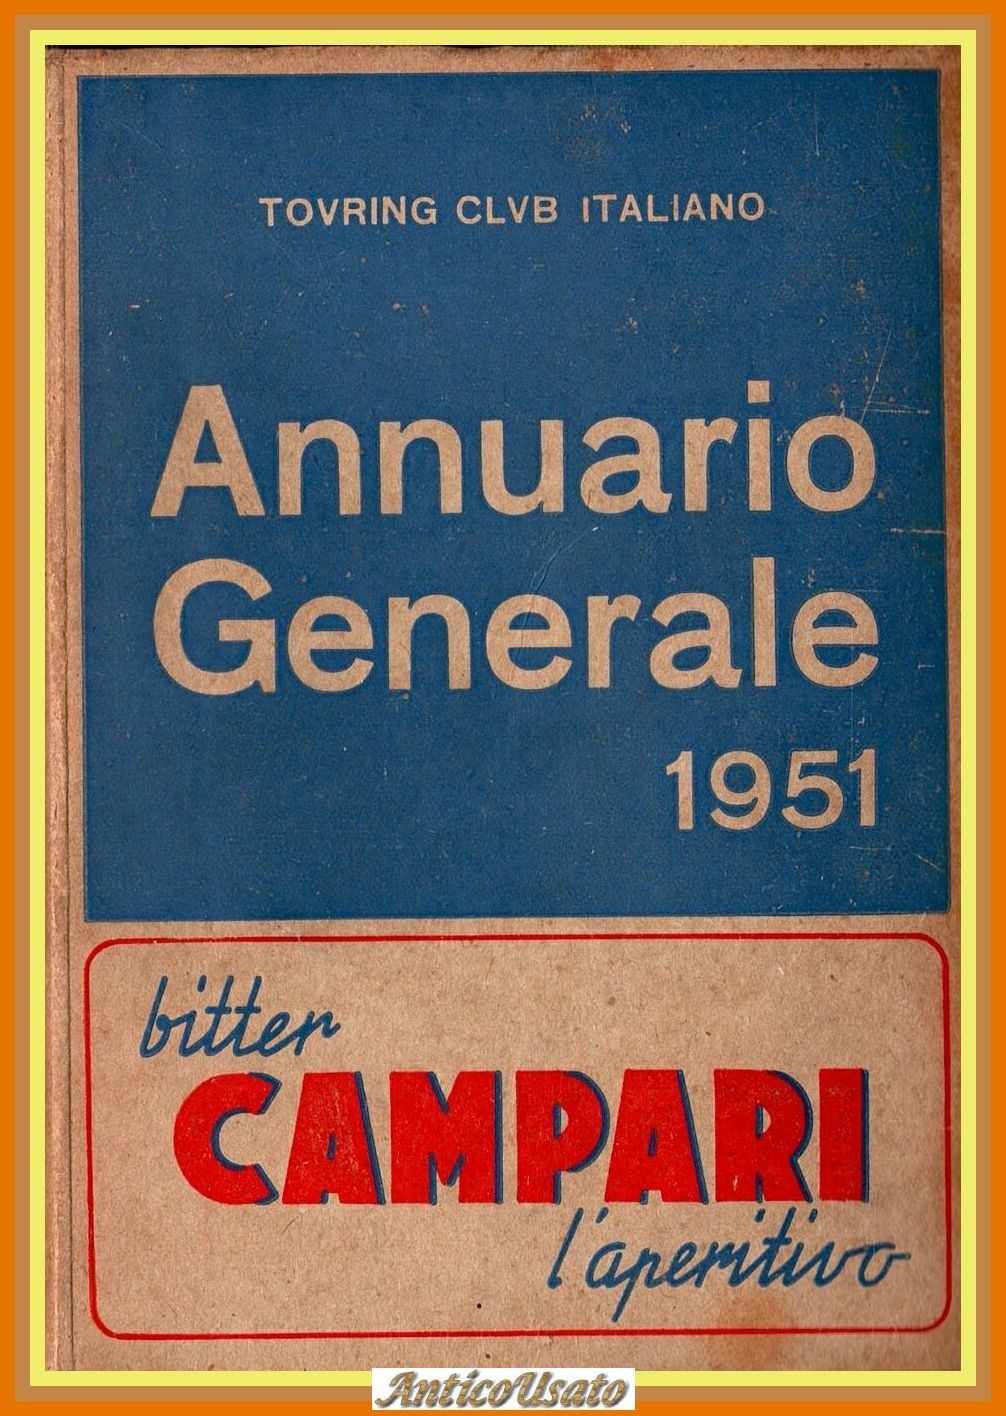 TOVRING CLVB ITALIANO
Annuario
Generale
1951
bitter
CAMPARI
l'aperitivo
AnticoUsato